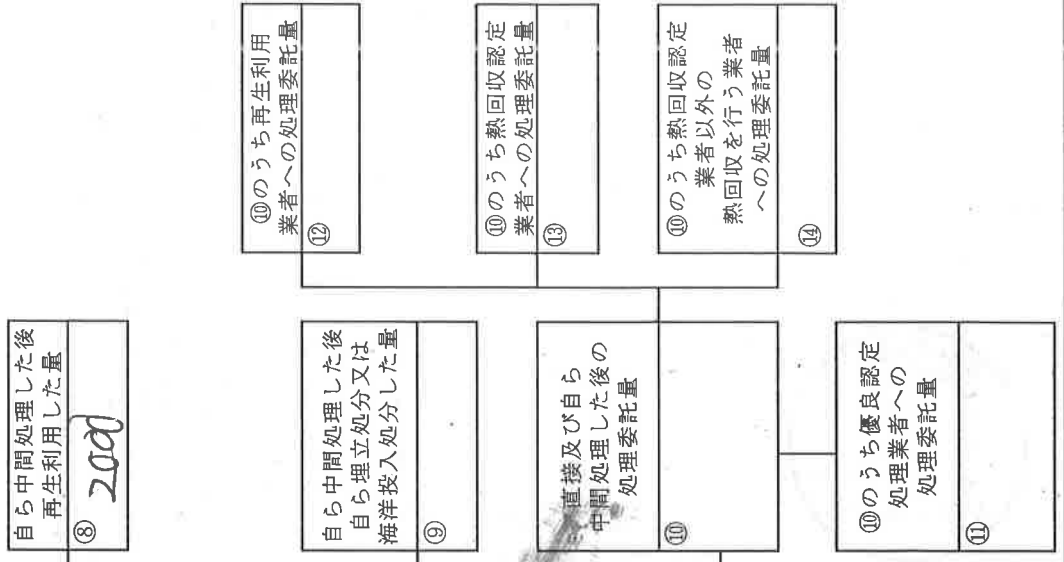 自ら中間処理した後
再生利用した量
⑧
2000
自ら中間処理した後
自ら埋立処分又は
海洋投入処分した量
⑨
直接及び自ら
中間処理した後の
処理委託量
⑩
⑩のうち優良認定
処理業者への
処理委託量
⑪
⑩のうち再生利用
業者への処理委託量
⑫
⑩のうち熱回収認定
業者への処理委託量
⑬
⑩のうち熱回収認定
業者以外の
熱回収を行う業者
への処理委託量
⑭